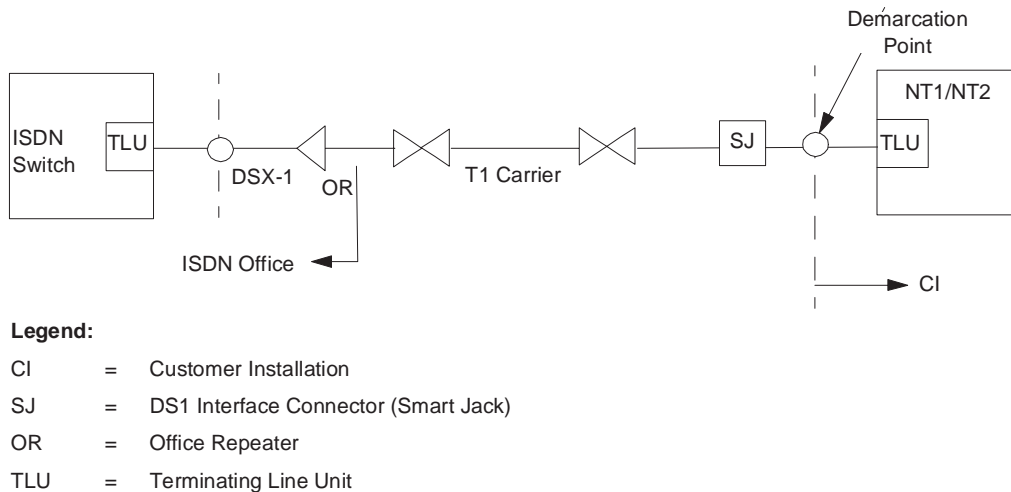 Demarcation
Point
ISDN
Switch
TLU
DSX-1
OR
T1 Carrier
SJ
NT1/NT2
TLU
ISDN Office
CI
Legend:
CI = Customer Installation
SJ = DS1 Interface Connector (Smart Jack)
OR = Office Repeater
TLU = Terminating Line Unit